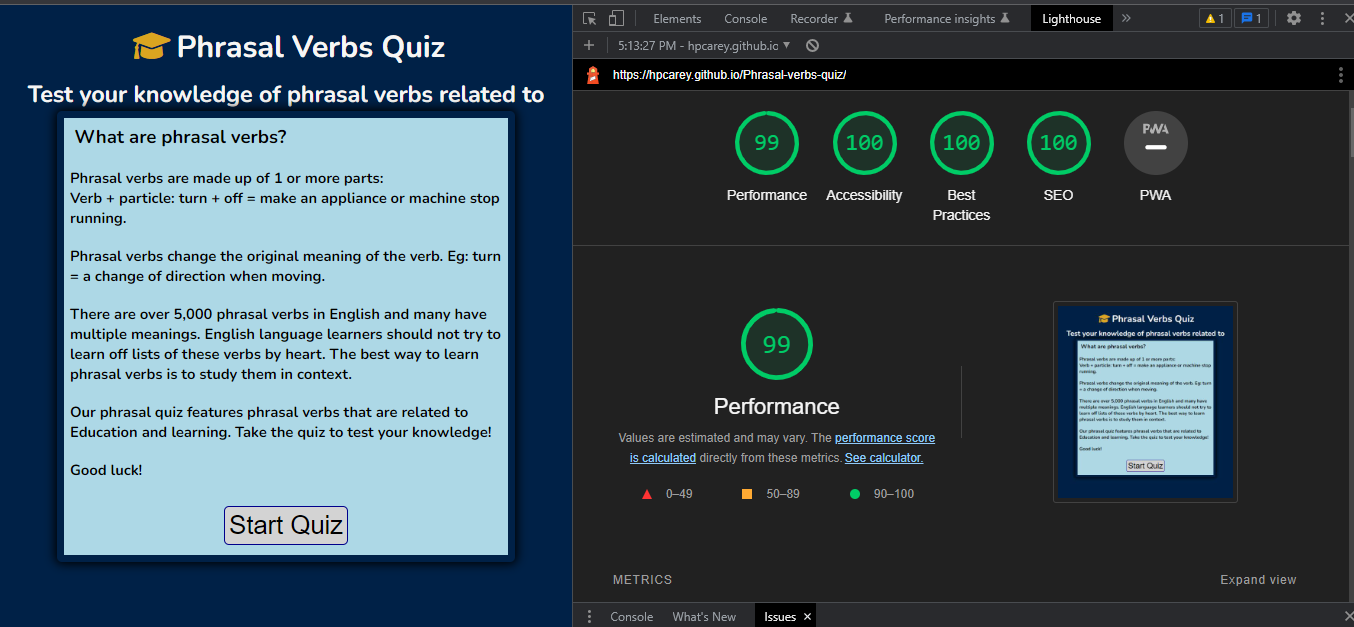 Phrasal Verbs Quiz
Test your knowledge of phrasal verbs related to
What are phrasal verbs?
Phrasal verbs are made up of 1 or more parts:
Verb + particle: turn + off = make an appliance or machine stop
running.
Phrasal verbs change the original meaning of the verb. Eg: turn
= a change of direction when moving.
There are over 5,000 phrasal verbs in English and many have
multiple meanings. English language learners should not try to
learn off lists of these verbs by heart. The best way to learn
phrasal verbs is to study them in context.
Our phrasal quiz features phrasal verbs that are related to
Education and learning. Take the quiz to test your knowledge!
Good luck!
Start Quiz
Elements Console Recorder Performance insights Lighthouse » 1 1
+ 5:13:27 PM - hpcarey.github.io
https://hpcarey.github.io/Phrasal-verbs-quiz/
99 100 100 100 PWA
Performance Accessibility Best SEO PWA
Practices
99
Performance
Values are estimated and may vary. The performance score
is calculated directly from these metrics. See calculator.
0–49 50–89 90–100
Phrasal Verbs Quiz
Test your knowledge of phrasal verbs related to
What are phrasal verbs?
Phrasal verbs are made up of 1 or more parts:
Verb + particle: turn + off = make an appliance or machine stop
running.
Phrasal verbs change the original meaning of the verb. Eg: turn
= a change of direction when moving.
There are over 5,000 phrasal verbs in English and many have
multiple meanings. English language learners should not try to
learn off lists of these verbs by heart. The best way to learn
phrasal verbs is to study them in context.
Our phrasal quiz features phrasal verbs that are related to
Education and learning. Take the quiz to test your knowledge!
Good luck!
Start Quiz
METRICS Expand view
Console What's New Issues ×